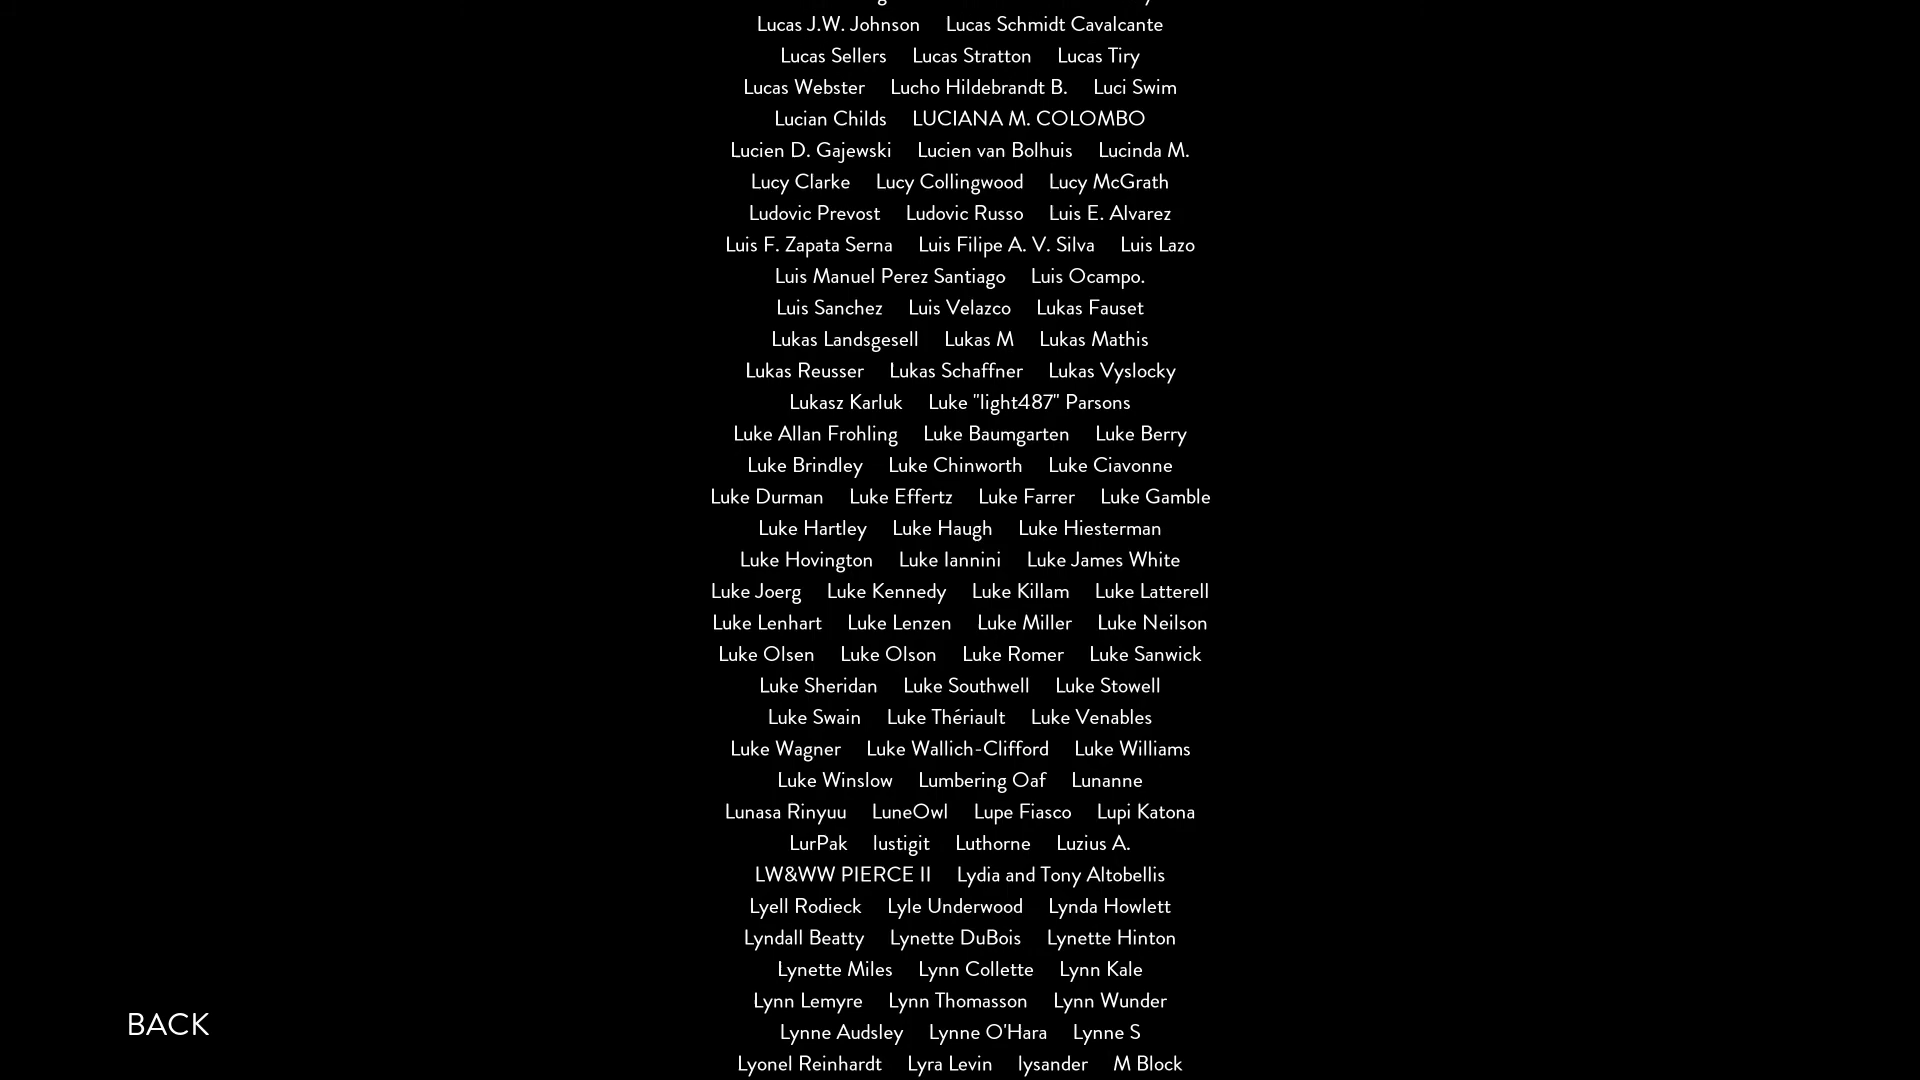 Lucas J.W. Johnson Lucas Schmidt Cavalcante
Lucas Sellers Lucas Stratton Lucas Tiry
Lucas Webster Lucho Hildebrandt B. Luci Swim
Lucian Childs LUCIANA M. COLOMBO
Lucien D. Gajewski Lucien van Bolhuis Lucinda M.
Lucy Clarke Lucy Collingwood Lucy McGrath
Ludovic Prevost Ludovic Russo Luis E. Alvarez
Luis F. Zapata Serna Luis Filipe A. V. Silva Luis Lazo
Luis Manuel Perez Santiago Luis Ocampo.
Luis Sanchez Luis Velazco Lukas Fauset
Lukas Landsgesell Lukas M Lukas Mathis
Lukas Reusser Lukas Schaffner Lukas Vyslocky
Lukasz Karluk Luke "light487" Parsons
Luke Allan Frohling Luke Baumgarten Luke Berry
Luke Brindley Luke Chinworth Luke Ciavonne
Luke Durman Luke Effertz Luke Farrer Luke Gamble
Luke Hartley Luke Haugh Luke Hiesterman
Luke Hovington Luke Iannini Luke James White
Luke Joerg Luke Kennedy Luke Killam Luke Latterell
Luke Lenhart Luke Lenzen Luke Miller Luke Neilson
Luke Olsen Luke Olson Luke Romer Luke Sanwick
Luke Sheridan Luke Southwell Luke Stowell
Luke Swain Luke Thériault Luke Venables
Luke Wagner Luke Wallich-Clifford Luke Williams
Luke Winslow Lumbering Oaf Lunanne
Lunasa Rinyuu LuneOwl Lupe Fiasco Lupi Katona
LurPak lustigit Luthorne Luzius A.
LW&WW PIERCE II Lydia and Tony Altobellis
Lyell Rodieck Lyle Underwood Lynda Howlett
Lyndall Beatty Lynette DuBois Lynette Hinton
Lynette Miles Lynn Collette Lynn Kale
Lynn Lemyre Lynn Thomasson Lynn Wunder
BACK
Lynne Audsley Lynne O'Hara Lynne S
Lyonel Reinhardt Lyra Levin lysander M Block